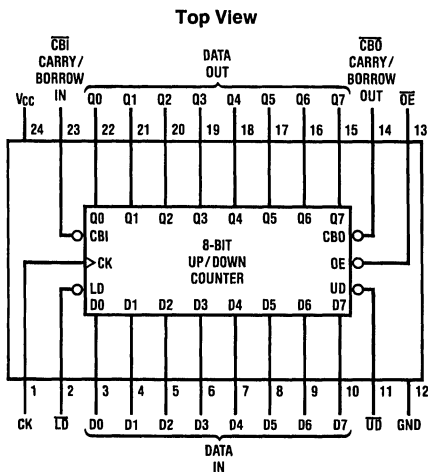 Top View
CBI
CARRY/
BORROW
IN
DATA
OUT
CBO
CARRY/
BORROW
OUT
VCC
Q0 Q1 Q2 Q3 Q4 Q5 Q6 Q7
OE
24 23 22 21 20 19 18 17 16 15 14 13
Q0 Q1 Q2 Q3 Q4 Q5 Q6 Q7
CBI
CBO
8-BIT
UP/DOWN
COUNTER
CK
OE
LD
UD
D0 D1 D2 D3 D4 D5 D6 D7
1 2 3 4 5 6 7 8 9 10 11 12
CK LD D0 D1 D2 D3 D4 D5 D6 D7 UD GND
DATA
IN